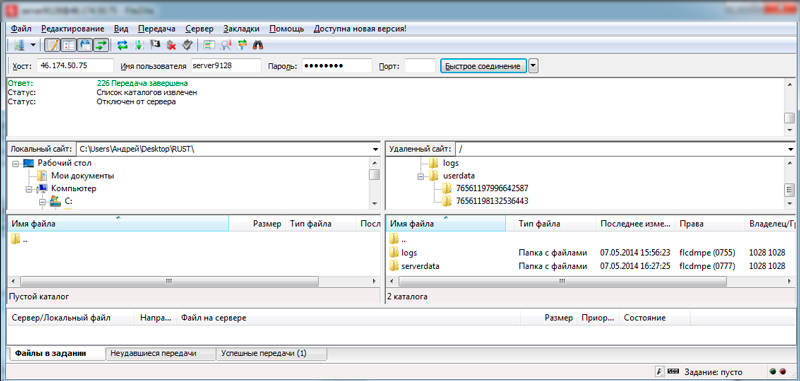 Файл Редактирование Вид Передача Сервер Закладки Помощь Доступна новая версия!
Хост: 46.174.50.75 Имя пользователя server9128 Пароль: ●●●●●●●● Порт: Быстрое соединение
Ответ: 226 Передача завершена
Статус: Список каталогов извлечен
Статус: Отключен от сервера
Локальный сайт: C:\Users\Андрей\Desktop\RUST\
Рабочий стол
Мои документы
Компьютер
C:
Удаленный сайт: /
logs
userdata
76561197996642587
76561198132536443
Имя файла Размер Тип файла Посл
..
Пустой каталог
Имя файла Тип файла Последнее изме... Права Владелец/Гр
..
logs Папка с файлами 07.05.2014 15:56:23 flcdmpe (0755) 1028 1028
serverdata Папка с файлами 07.05.2014 16:27:25 flcdmpe (0777) 1028 1028
2 каталога
Сервер/Локальный файл Напра... Файл на сервере Размер Приор... Состояние
Файлы в задании Неудавшиеся передачи Успешные передачи (1)
Задание: пусто